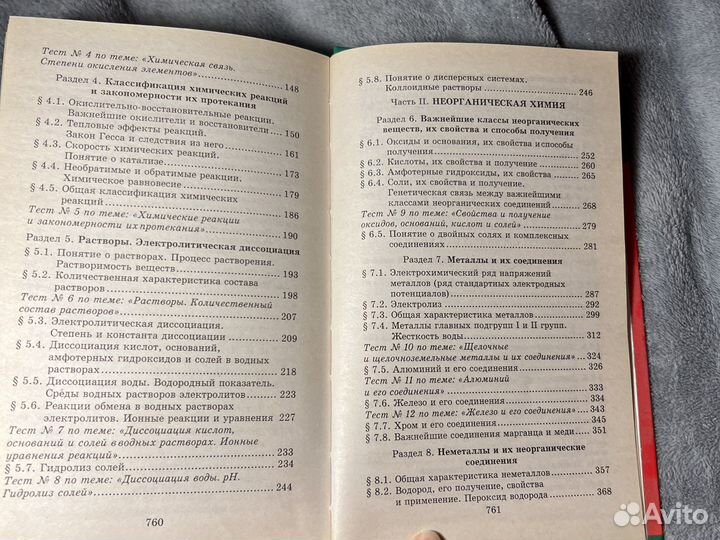 Тест № 4 по теме: «Химическая связь.
Степени окисления элементов» 148
Раздел 4. Классификация химических реакций
и закономерности их протекания
§ 4.1. Окислительно-восстановительные реакции.
Важнейшие окислители и восстановители 150
§ 4.2. Тепловые эффекты реакций.
Закон Гесса и следствия из него 161
§ 4.3. Скорость химических реакций.
Понятие о катализе 173
§ 4.4. Необратимые и обратимые реакции.
Химическое равновесие 179
§ 4.5. Общая классификация химических
реакций 186
Тест № 5 по теме: «Химические реакции
и закономерности их протекания» 190
Раздел 5. Растворы. Электролитическая диссоциация
§ 5.1. Понятие о растворах. Процесс растворения.
Растворимость веществ 193
§ 5.2. Количественная характеристика состава
растворов 198
Тест № 6 по теме: «Растворы. Количественный
состав растворов» 207
§ 5.3. Электролитическая диссоциация.
Степень и константа диссоциации 209
§ 5.4. Диссоциация кислот, оснований,
амфотерных гидроксидов и солей в водных
растворах 218
§ 5.5. Диссоциация воды. Водородный показатель.
Среды водных растворов электролитов 223
§ 5.6. Реакции обмена в водных растворах
электролитов. Ионные реакции и уравнения 227
Тест № 7 по теме: «Диссоциация кислот,
оснований и солей в водных растворах. Ионные
уравнения реакций» 233
§ 5.7. Гидролиз солей 234
Тест № 8 по теме: «Диссоциация воды. pH.
Гидролиз солей» 244
760
§ 5.8. Понятие о дисперсных системах.
Коллоидные растворы 246
Часть II. НЕОРГАНИЧЕСКАЯ ХИМИЯ
Раздел 6. Важнейшие классы неорганических
веществ, их свойства и способы получения
§ 6.1. Оксиды и основания, их свойства и способы
получения 252
§ 6.2. Кислоты, их свойства и получение 260
§ 6.3. Амфотерные гидроксиды, их свойства 265
§ 6.4. Соли, их свойства и получение.
Генетическая связь между важнейшими
классами неорганических соединений 268
Тест № 9 по теме: «Свойства и получение
оксидов, оснований, кислот и солей» 279
§ 6.5. Понятие о двойных солях и комплексных
соединениях 281
Раздел 7. Металлы и их соединения
§ 7.1. Электрохимический ряд напряжений
металлов (ряд стандартных электродных
потенциалов) 287
§ 7.2. Электролиз 292
§ 7.3. Общая характеристика металлов 299
§ 7.4. Металлы главных подгрупп I и II групп.
Жесткость воды 312
Тест № 10 по теме: «Щелочные
и щелочноземельные металлы и их соединения» 324
§ 7.5. Алюминий и его соединения 326
Тест № 11 по теме: «Алюминий
и его соединения» 333
§ 7.6. Железо и его соединения 334
Тест № 12 по теме: «Железо и его соединения» 343
§ 7.7. Хром и его соединения 345
§ 7.8. Важнейшие соединения марганца и меди 351
Раздел 8. Неметаллы и их неорганические
соединения
§ 8.1. Общая характеристика неметаллов 357
§ 8.2. Водород, его получение, свойства
и применение. Пероксид водорода 368
761
Avito